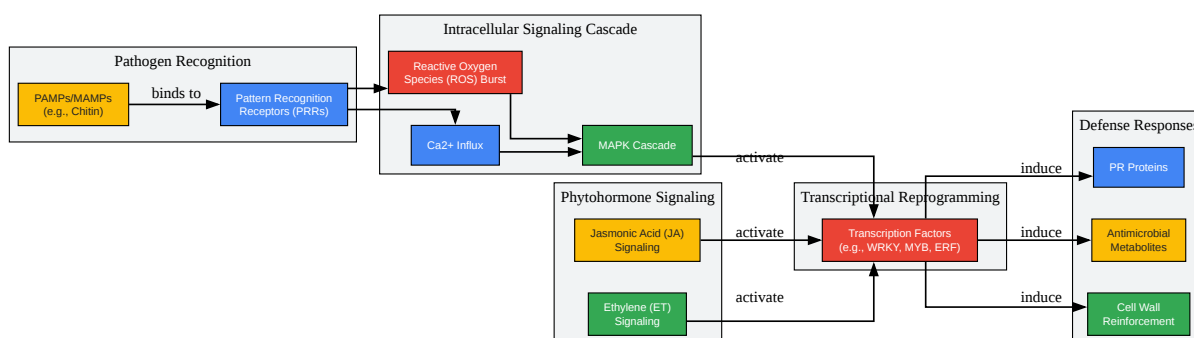 Pathogen Recognition
PAMPs/MAMPs
(e.g., Chitin)
binds to
Pattern Recognition
Receptors (PRRs)
Intracellular Signaling Cascade
Reactive Oxygen
Species (ROS) Burst
Ca2+ Influx
MAPK Cascade
activate
Phytohormone Signaling
Jasmonic Acid (JA)
Signaling
activate
Ethylene (ET)
Signaling
activate
Transcriptional Reprogramming
Transcription Factors
(e.g., WRKY, MYB, ERF)
induce
induce
induce
Defense Responses
PR Proteins
Antimicrobial
Metabolites
Cell Wall
Reinforcement